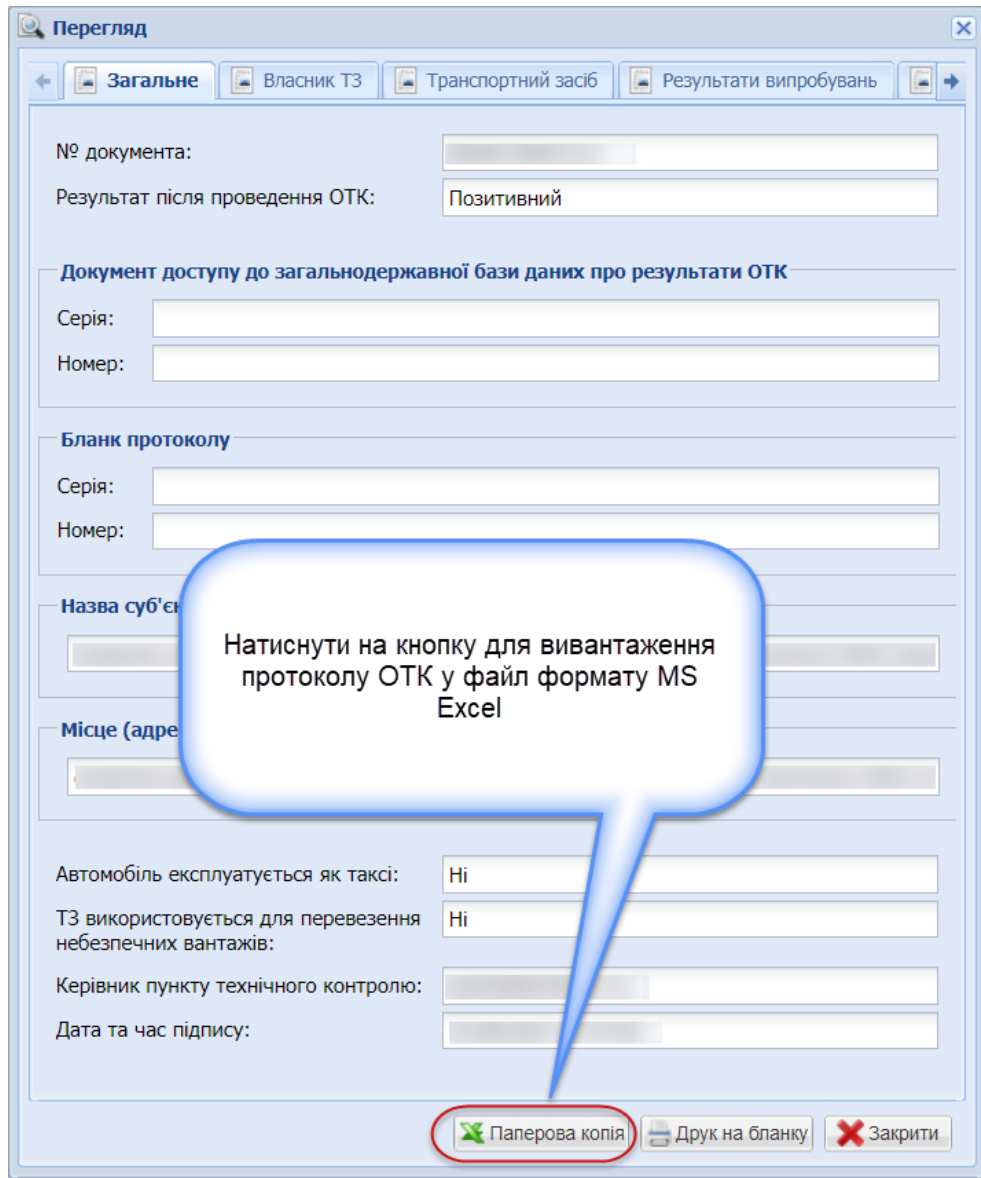 Перегляд
Загальне Власник ТЗ Транспортний засіб Результати випробувань
№ документа:
Результат після проведення ОТК: Позитивний
Документ доступу до загальнодержавної бази даних про результати ОТК
Серія:
Номер:
Бланк протоколу
Серія:
Номер:
Назва
Натиснути на кнопку для вивантаження
протоколу ОТК у файл формату MS
Excel
Місце
Автомобіль експлуатується як таксі: Ні
ТЗ використовується для перевезення Ні
небезпечних вантажів:
Керівник пункту технічного контролю:
Дата та час підпису:
Паперова копія Друк на бланку Закрити